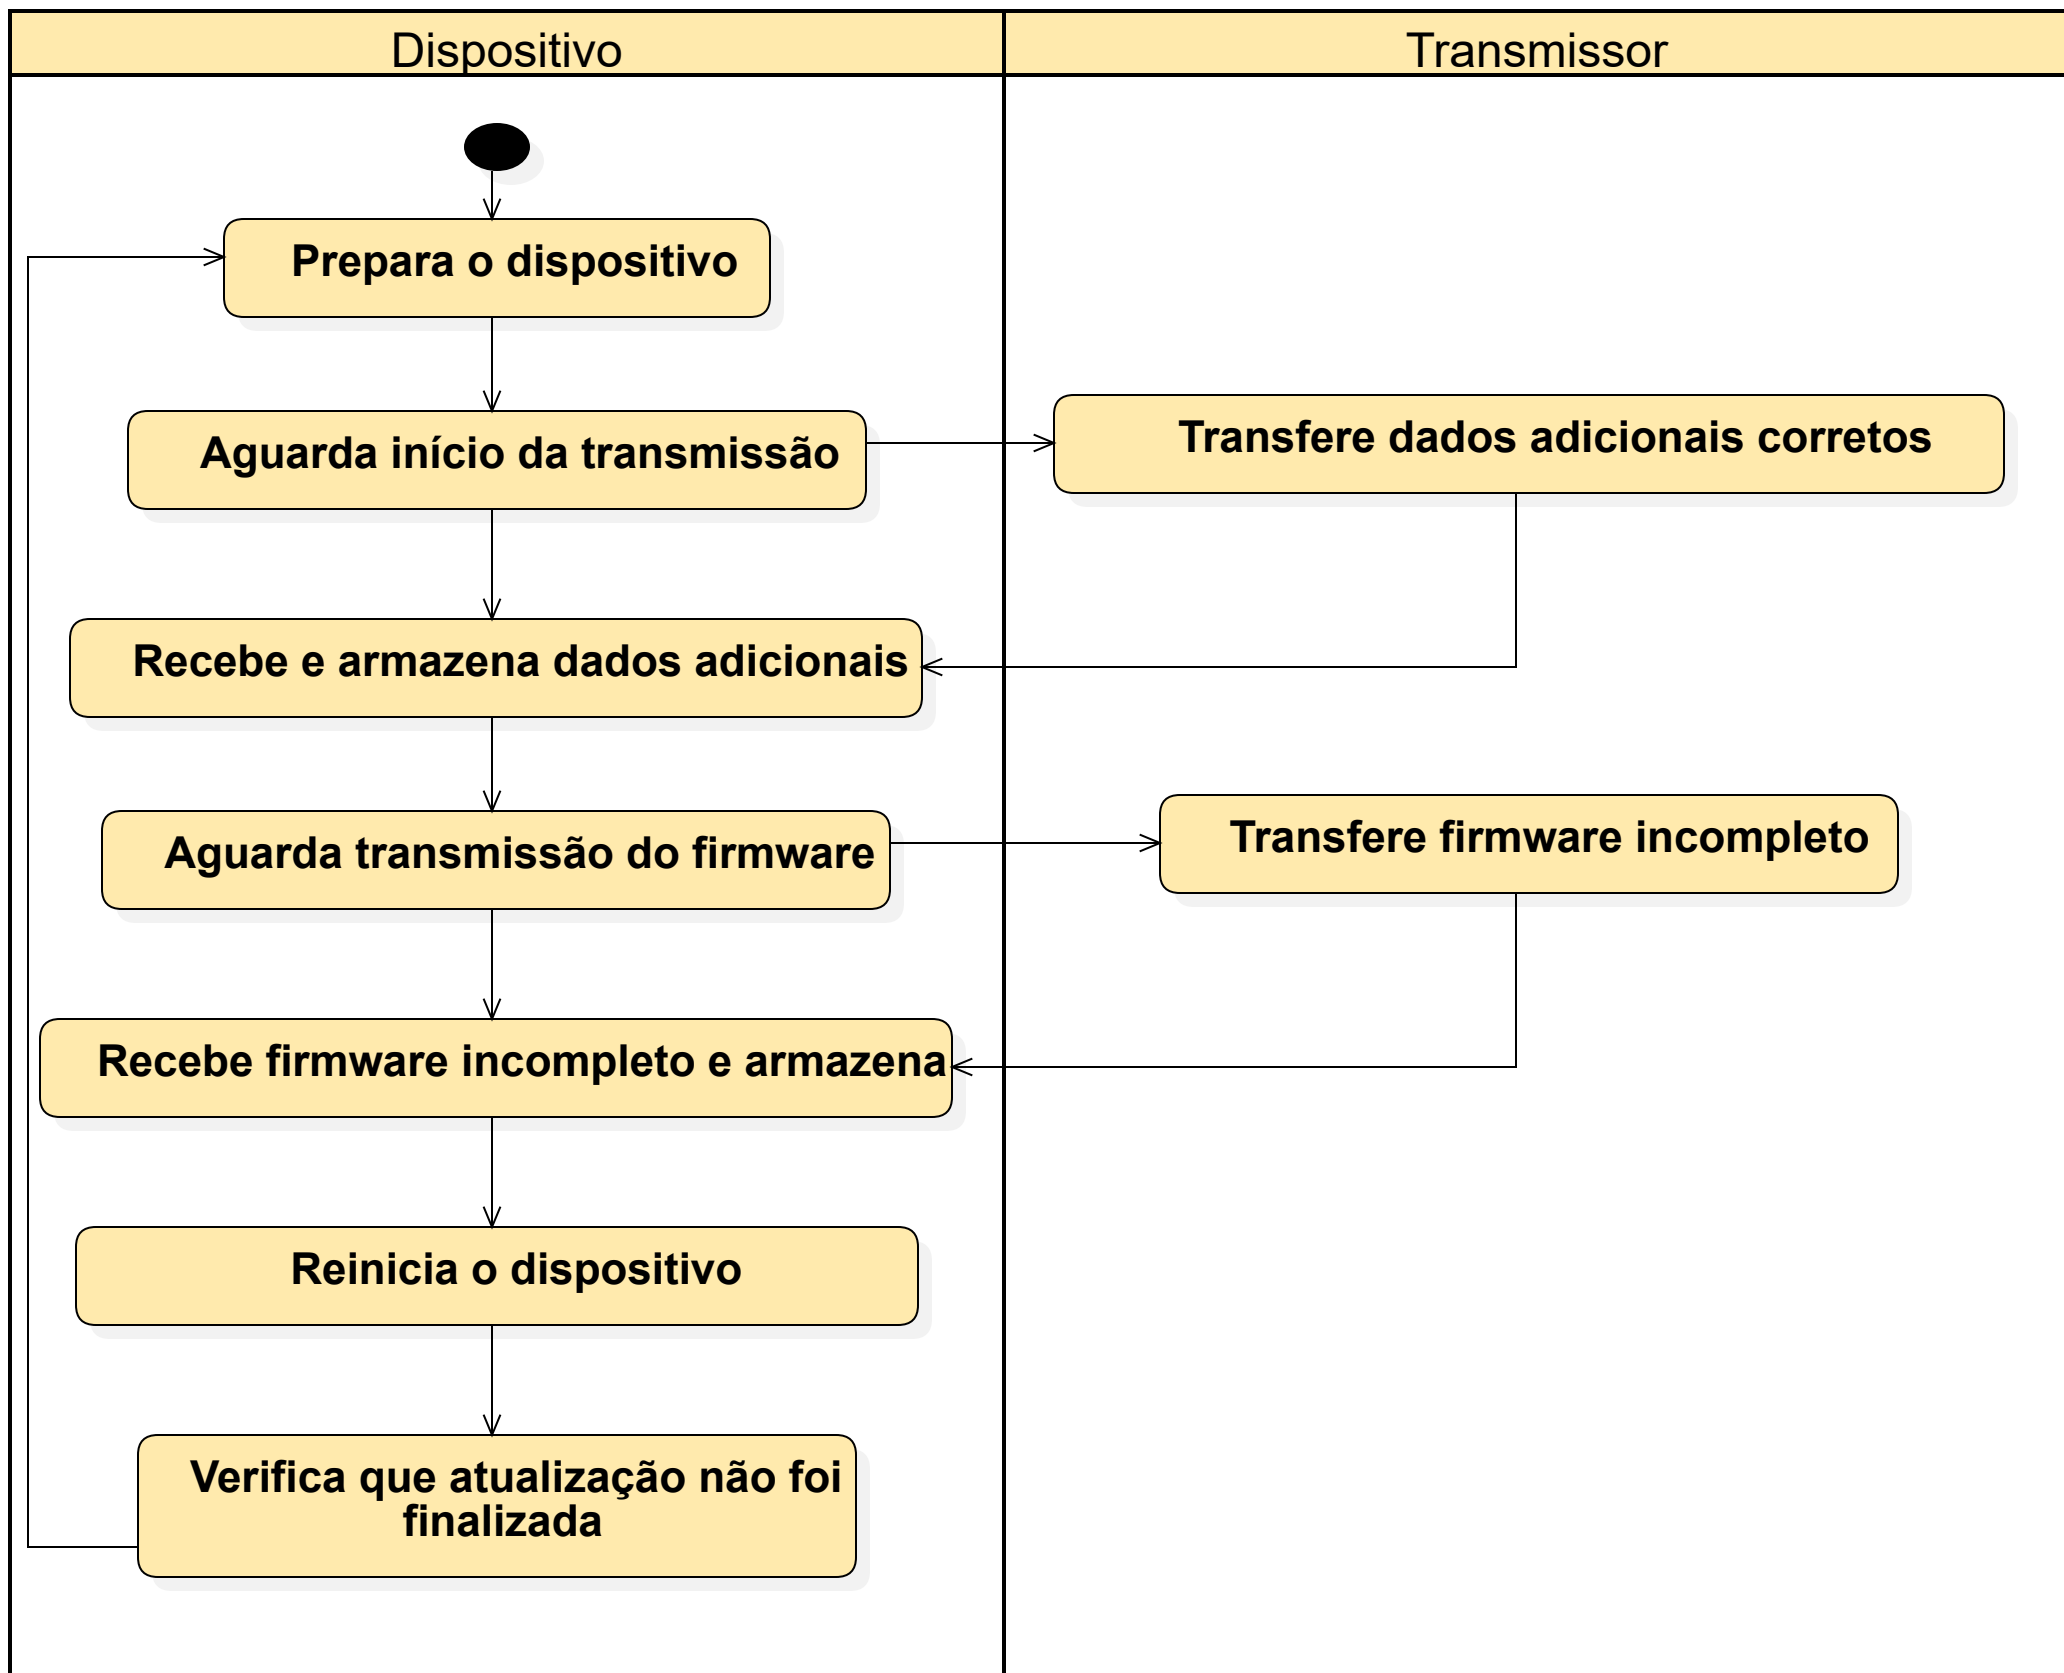 Dispositivo
Transmissor
Prepara o dispositivo
Aguarda início da transmissão
Transfere dados adicionais corretos
Recebe e armazena dados adicionais
Aguarda transmissão do firmware
Transfere firmware incompleto
Recebe firmware incompleto e armazena
Reinicia o dispositivo
Verifica que atualização não foi
finalizada